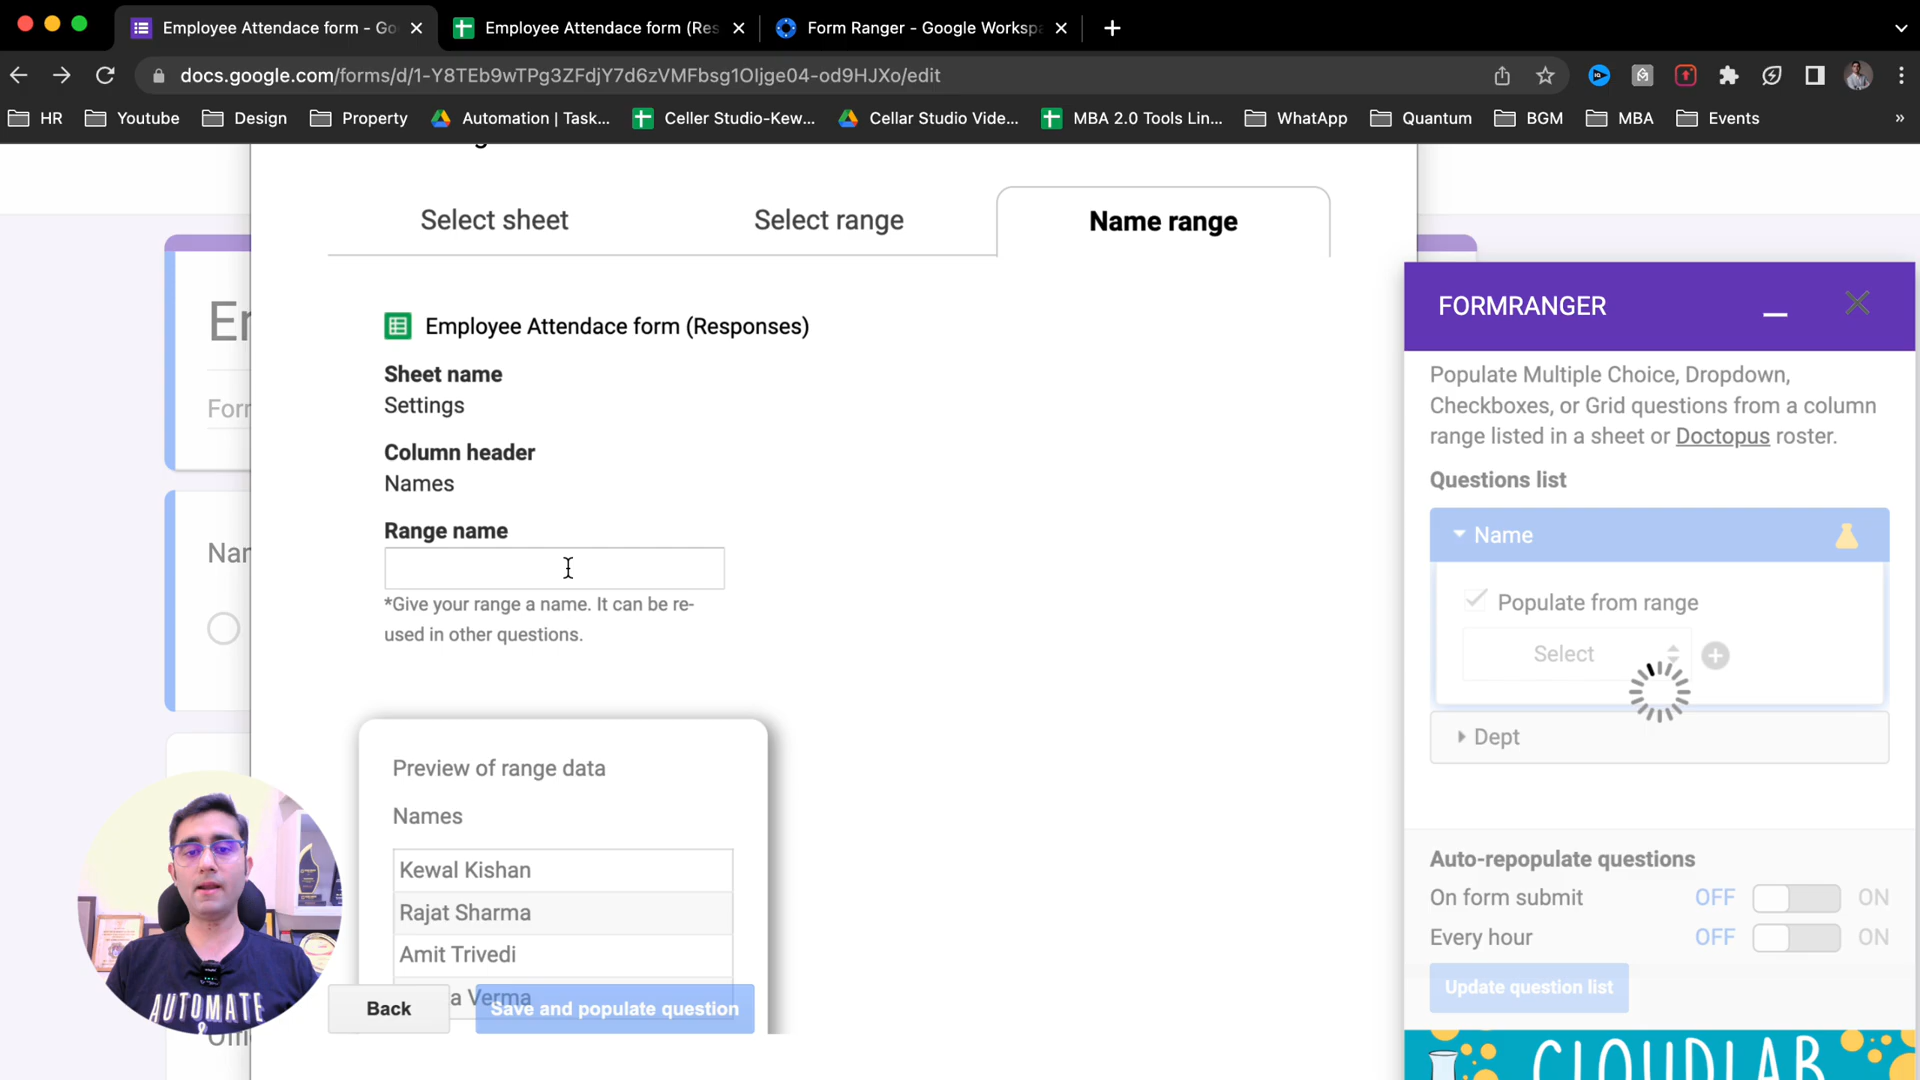 Employee Attendace form - Go
Employee Attendace form (Res
Form Ranger - Google Workspa
docs.google.com/forms/d/1-Y8TEb9wTPg3ZFdjY7d6zVMFbsg1OIjge04-od9HJXo/edit
HR
Youtube
Design
Property
Automation | Task...
Celler Studio-Kew...
Cellar Studio Vide...
MBA 2.0 Tools Lin...
WhatApp
Quantum
BGM
MBA
Events
»
Select sheet
Select range
Name range
Employee Attendace form (Responses)
Sheet name
Settings
Column header
Names
Range name
*Give your range a name. It can be re-
used in other questions.
Preview of range data
Names
Kewal Kishan
Rajat Sharma
Amit Trivedi
a Verma
Back
Save and populate question
Er
For
Nar
FORMRANGER
Populate Multiple Choice, Dropdown,
Checkboxes, or Grid questions from a column
range listed in a sheet or Doctopus roster.
Questions list
Name
Populate from range
Select
Dept
Auto-repopulate questions
On form submit OFF ON
Every hour OFF ON
Update question list
CLOUDLAB
AUTOMATE
&